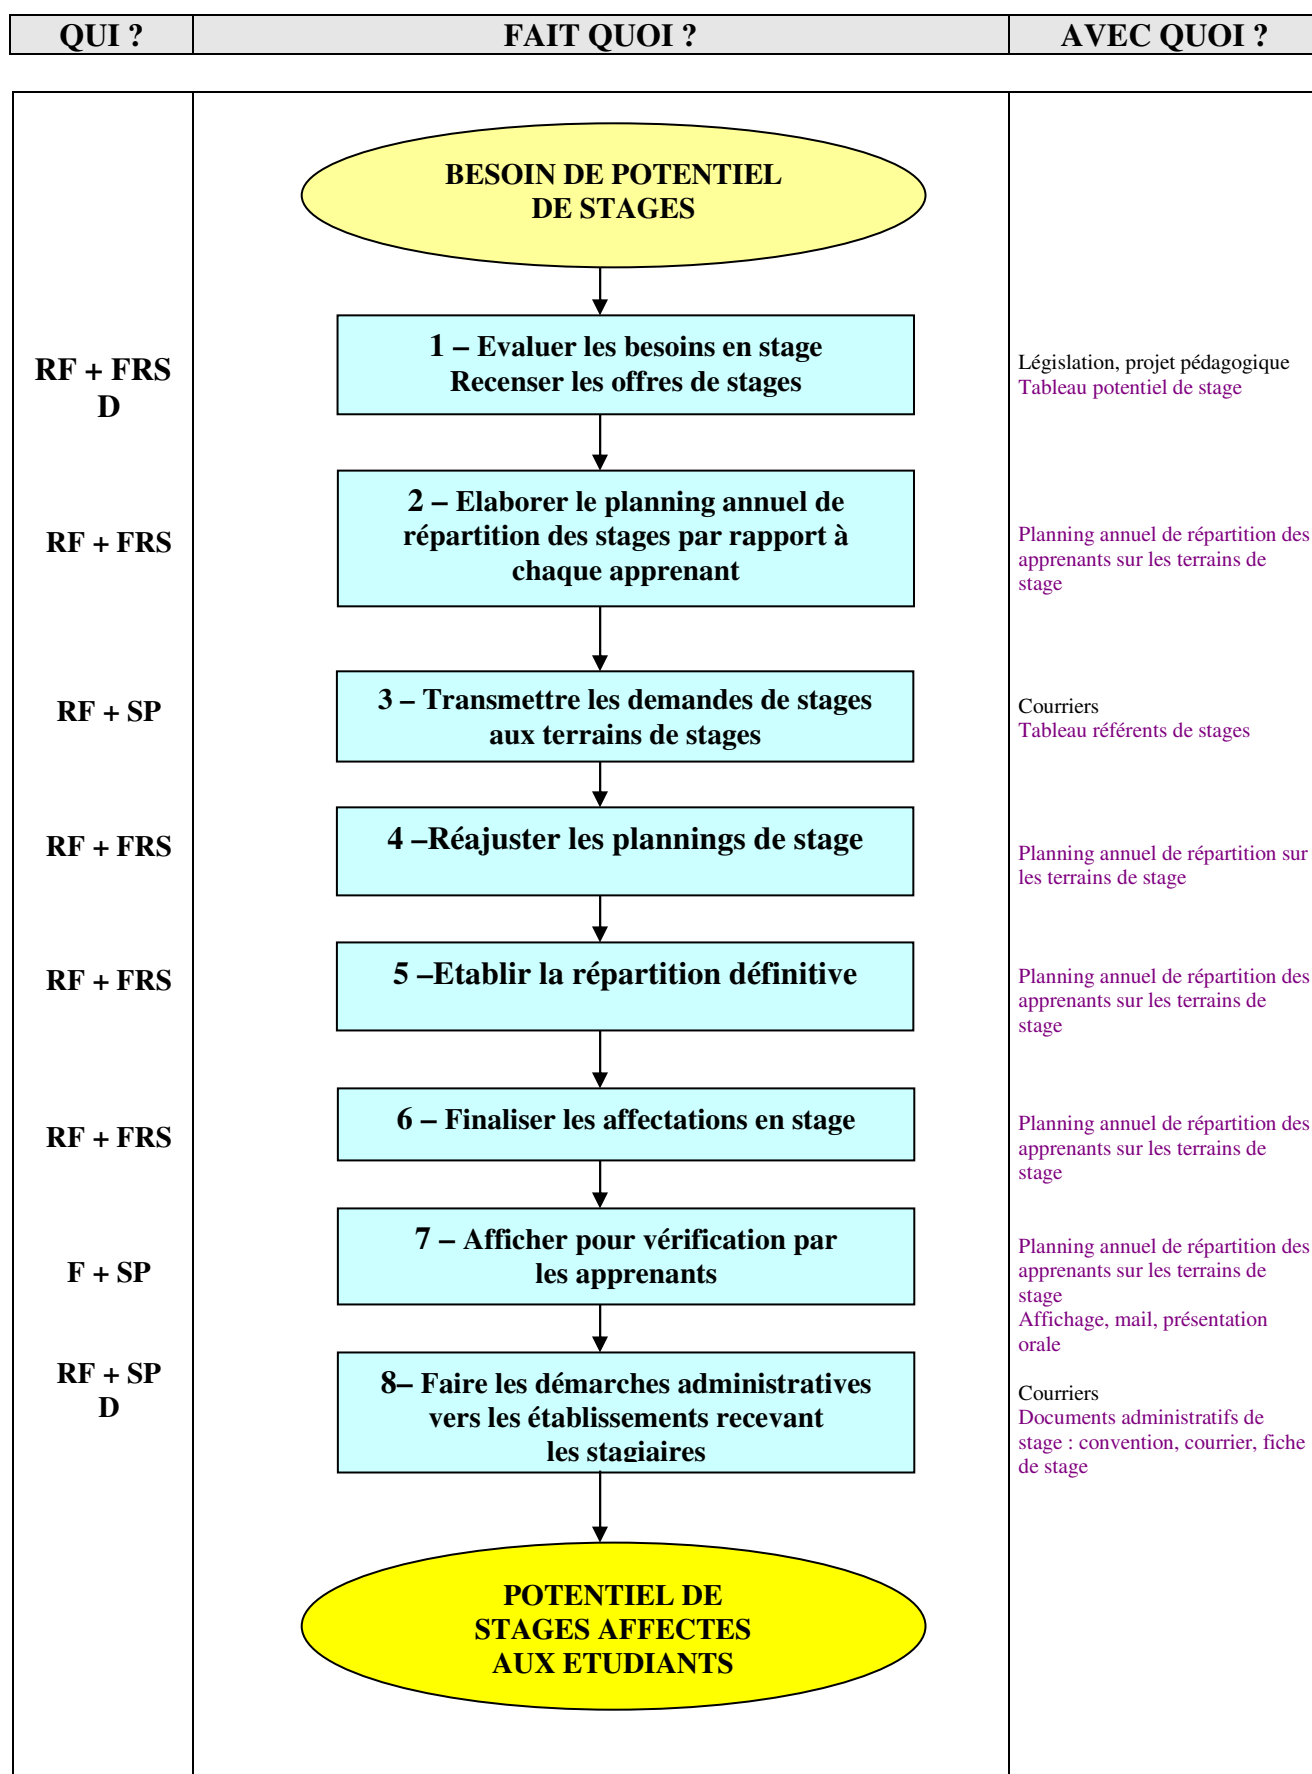 QUI ?
FAIT QUOI ?
AVEC QUOI ?
BESOIN DE POTENTIEL
DE STAGES
RF + FRS
D
1 – Evaluer les besoins en stage
Recenser les offres de stages
Législation, projet pédagogique
Tableau potentiel de stage
RF + FRS
2 – Elaborer le planning annuel de
répartition des stages par rapport à
chaque apprenant
Planning annuel de répartition des
apprenants sur les terrains de
stage
RF + SP
3 – Transmettre les demandes de stages
aux terrains de stages
Courriers
Tableau référents de stages
RF + FRS
4 –Réajuster les plannings de stage
Planning annuel de répartition sur
les terrains de stage
RF + FRS
5 –Etablir la répartition définitive
Planning annuel de répartition des
apprenants sur les terrains de
stage
RF + FRS
6 – Finaliser les affectations en stage
Planning annuel de répartition des
apprenants sur les terrains de
stage
F + SP
7 – Afficher pour vérification par
les apprenants
Planning annuel de répartition des
apprenants sur les terrains de
stage
Affichage, mail, présentation
orale
RF + SP
D
8– Faire les démarches administratives
vers les établissements recevant
les stagiaires
Courriers
Documents administratifs de
stage : convention, courrier, fiche
de stage
POTENTIEL DE
STAGES AFFECTES
AUX ETUDIANTS